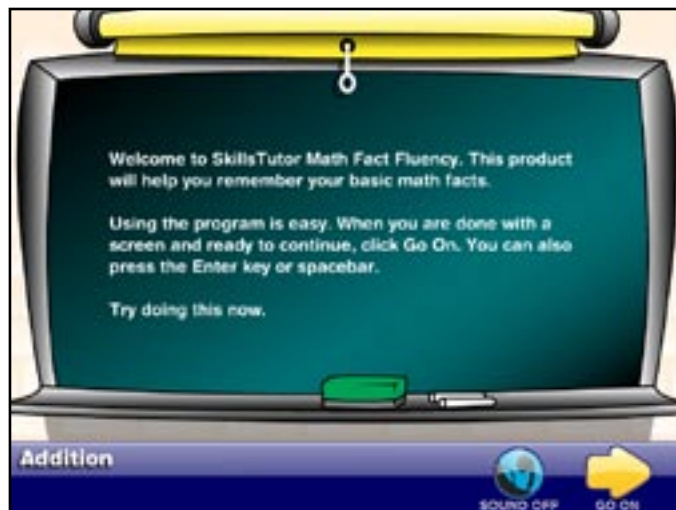 Welcome to SkillsTutor Math Fact Fluency. This product
will help you remember your basic math facts.
Using the program is easy. When you are done with a
screen and ready to continue, click Go On. You can also
press the Enter key or spacebar.
Try doing this now.
Addition
SOUND OFF
GO ON